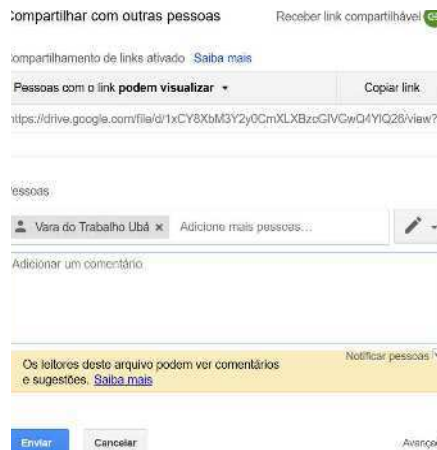 Compartilhar com outras pessoas Receber link compartilhável
Compartilhamento de links ativado Saiba mais
Pessoas com o link podem visualizar Copiar link
https://drive.google.com/file/d/1xCY8XbM3Y2y0CmXLXBzcGIVGwQ4YIQ26/view?
Pessoas
Vara do Trabalho Ubá × Adicione mais pessoas...
Adicionar um comentário
Notificar pessoas
Os leitores deste arquivo podem ver comentários
e sugestões. Saiba mais
Enviar Cancelar